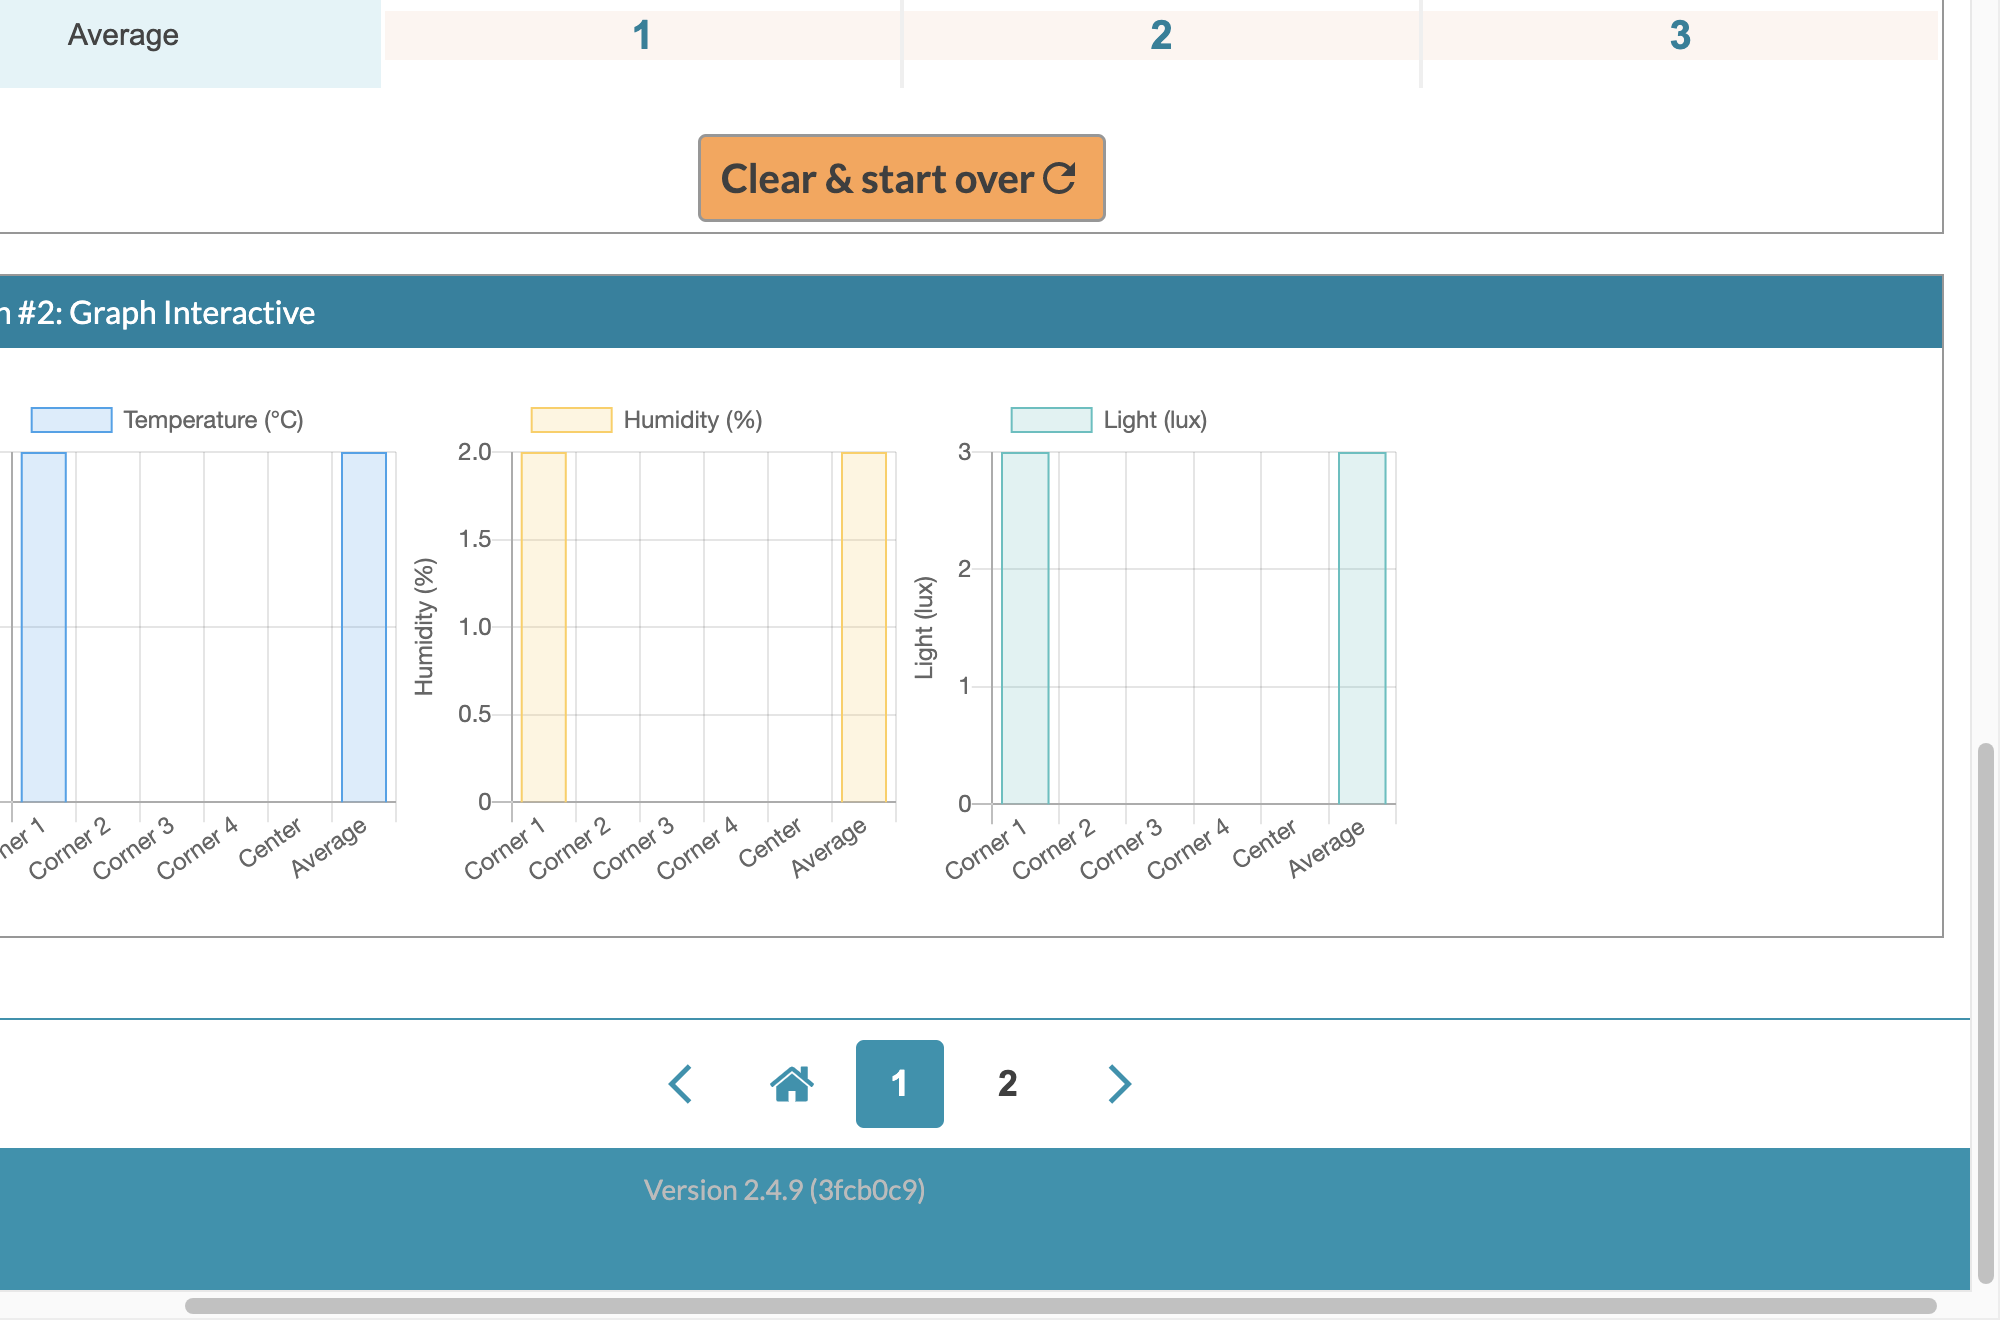 Average 1 2 3
Clear & start over
n #2: Graph Interactive
Temperature (°C)
ner 1
Corner 2
Corner 3
Corner 4
Center
Average
Humidity (%)
Humidity (%)
2.0
1.5
1.0
0.5
0
Corner 1
Corner 2
Corner 3
Corner 4
Center
Average
Light (lux)
Light (lux)
3
2
1
0
Corner 1
Corner 2
Corner 3
Corner 4
Center
Average
1 2
Version 2.4.9 (3fcb0c9)